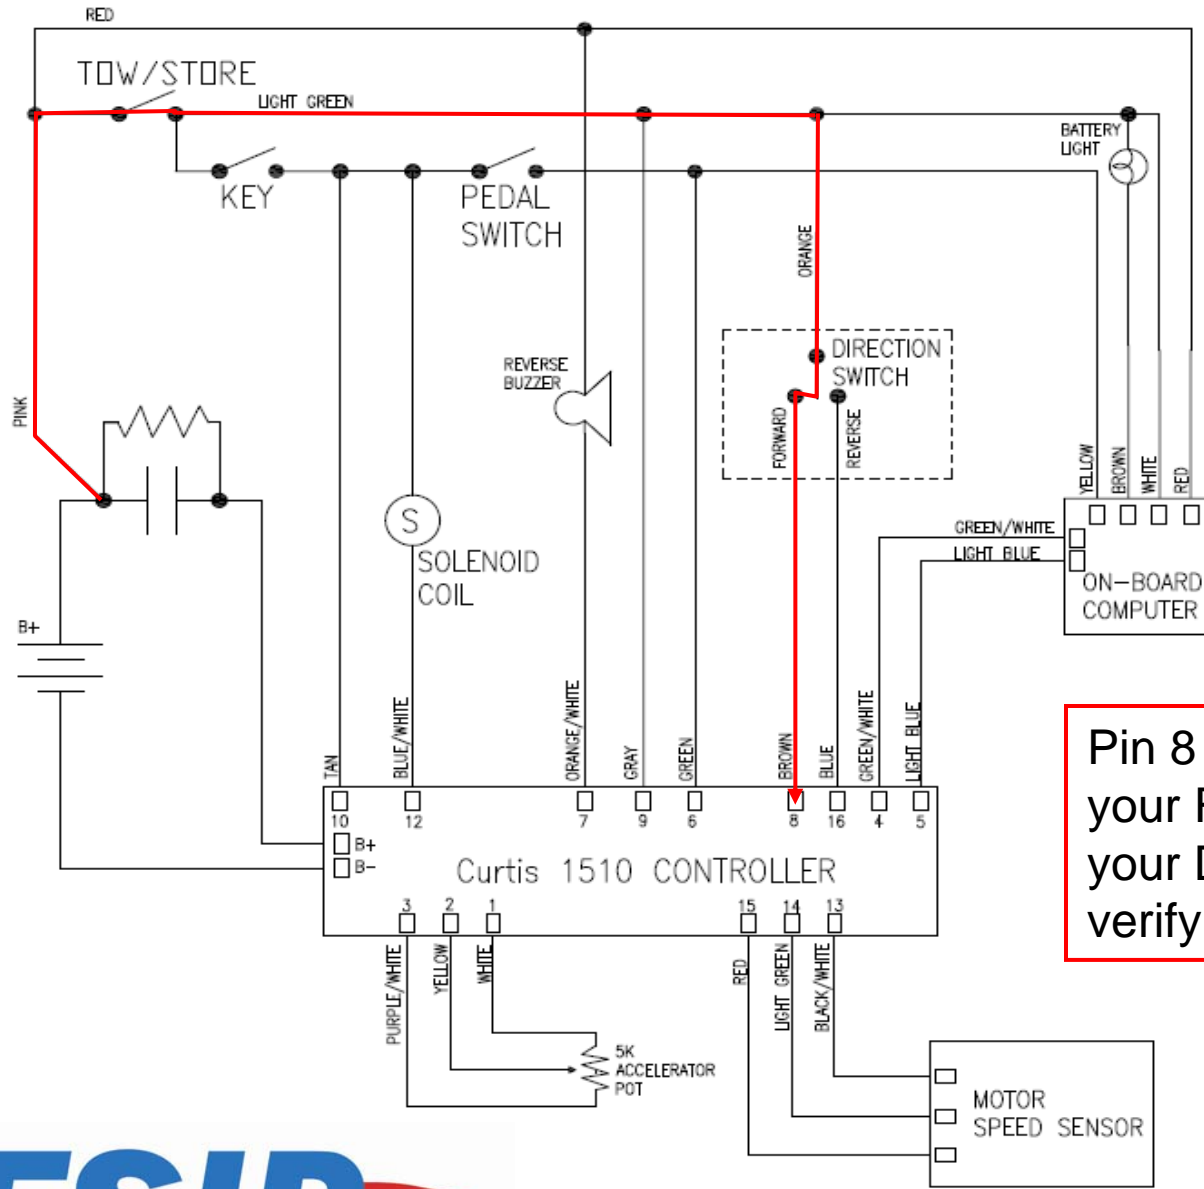 RED
TOW/STORE
LIGHT GREEN
BATTERY
LIGHT
KEY
PEDAL
SWITCH
ORANGE
DIRECTION
SWITCH
REVERSE
BUZZER
PINK
FORWARD
REVERSE
YELLOW
BROWN
WHITE
RED
S
SOLENOID
COIL
GREEN/WHITE
LIGHT BLUE
ON-BOARD
COMPUTER
B+
TAN
BLUE/WHITE
ORANGE/WHITE
GRAY
GREEN
BROWN
BLUE
GREEN/WHITE
LIGHT BLUE
Pin 8
your
your
verify
10 12 7 9 6 8 16 4 5
B+
B-
Curtis 1510 CONTROLLER
3 2 1 15 14 13
PURPLE/WHITE
YELLOW
WHITE
RED
LIGHT GREEN
BLACK/WHITE
5K
ACCELERATOR
POT
MOTOR
SPEED SENSOR